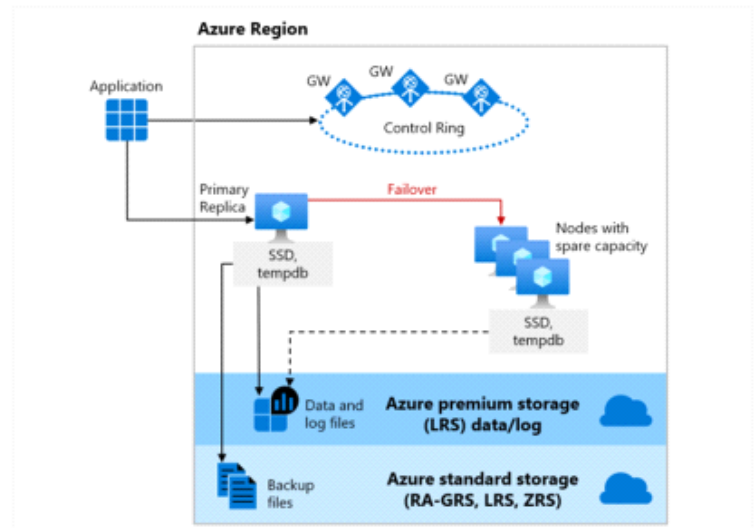 Azure Region
GW
GW
GW
Application
Control Ring
Primary
Replica
Failover
Nodes with
spare capacity
SSD,
tempdb
SSD,
tempdb
Data and
log files
Azure premium storage
(LRS) data/log
Backup
files
Azure standard storage
(RA-GRS, LRS, ZRS)